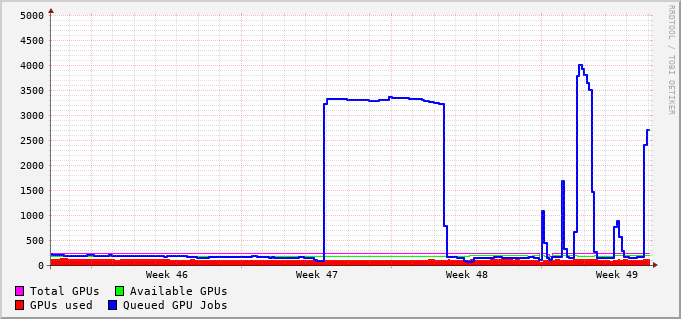 5000
4500
4000
3500
3000
2500
2000
1500
1000
500
0
Week 46 Week 47 Week 48 Week 49
Total GPUs Available GPUs
GPUs used Queued GPU Jobs
RRDTOOL / TOBI OETIKER